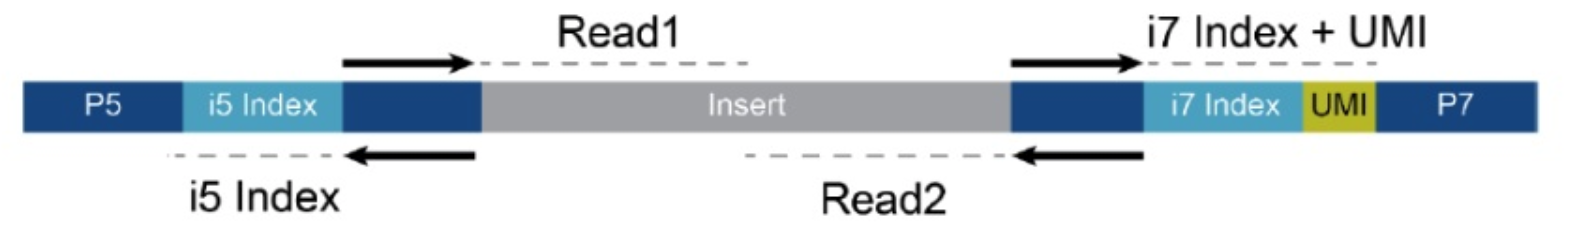 Read1
i7 Index + UMI
P5 i5 Index Insert i7 Index UMI P7
i5 Index
Read2